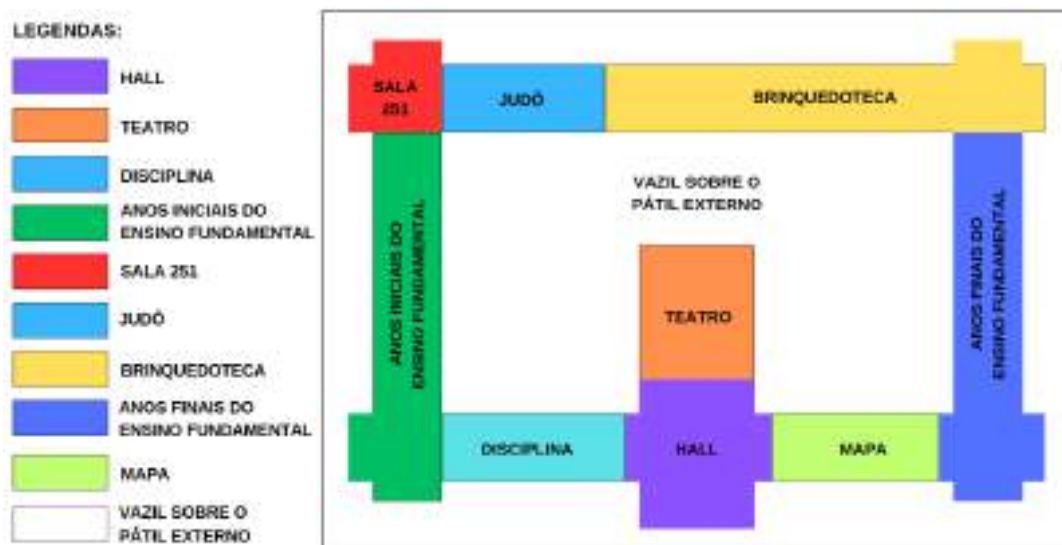 LEGENDAS:
HALL
TEATRO
DISCIPLINA
ANOS INICIAIS DO
ENSINO FUNDAMENTAL
SALA 251
JUDÔ
BRINQUEDOTECA
ANOS FINAIS DO
ENSINO FUNDAMENTAL
MAPA
VAZIL SOBRE O
PÁTIL EXTERNO
SALA
251
JUDÔ
BRINQUEDOTECA
VAZIL SOBRE O
PÁTIL EXTERNO
ANOS INICIAIS DO
ENSINO FUNDAMENTAL
TEATRO
ANOS FINAIS DO
ENSINO FUNDAMENTAL
DISCIPLINA
HALL
MAPA